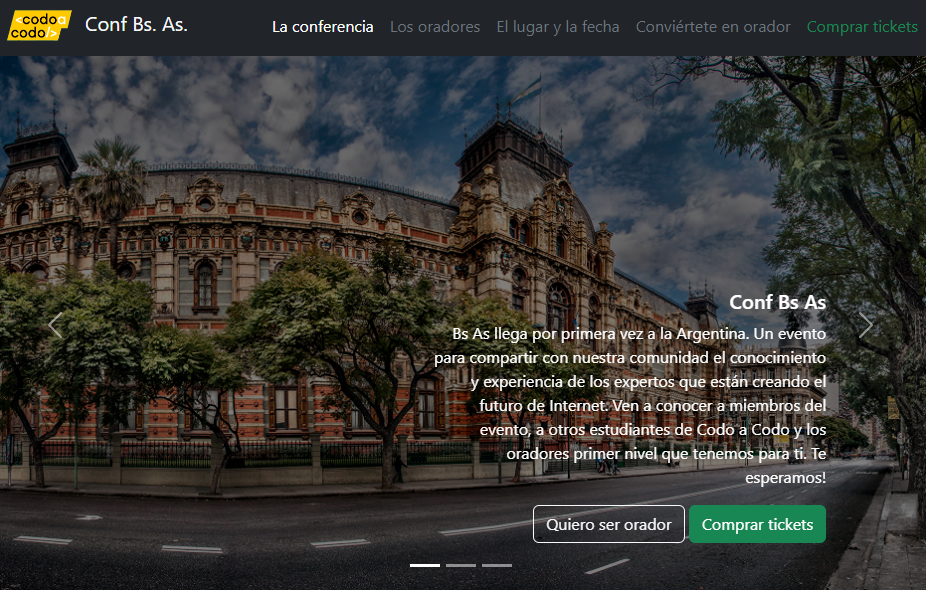 <codo a
codo/>
Conf Bs. As.
La conferencia
Los oradores
El lugar y la fecha
Conviértete en orador
Comprar tickets
Conf Bs As
Bs As llega por primera vez a la Argentina. Un evento
para compartir con nuestra comunidad el conocimiento
y experiencia de los expertos que están creando el
futuro de Internet. Ven a conocer a miembros del
evento, a otros estudiantes de Codo a Codo y los
oradores primer nivel que tenemos para ti. Te
esperamos!
Quiero ser orador
Comprar tickets